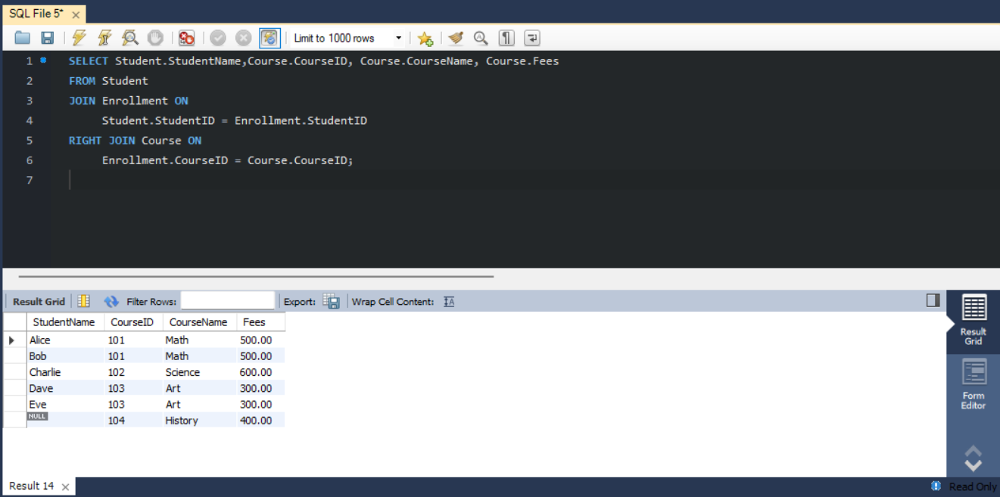 SQL File 5*
Limit to 1000 rows
1 SELECT Student.StudentName,Course.CourseID, Course.CourseName, Course.Fees
2 FROM Student
3 JOIN Enrollment ON
4 Student.StudentID = Enrollment.StudentID
5 RIGHT JOIN Course ON
6 Enrollment.CourseID = Course.CourseID;
7
Result Grid Filter Rows: Export: Wrap Cell Content:
StudentName CourseID CourseName Fees
Alice 101 Math 500.00
Bob 101 Math 500.00
Charlie 102 Science 600.00
Dave 103 Art 300.00
Eve 103 Art 300.00
NULL 104 History 400.00
Result
Grid
Form
Editor
Result 14
Read Only